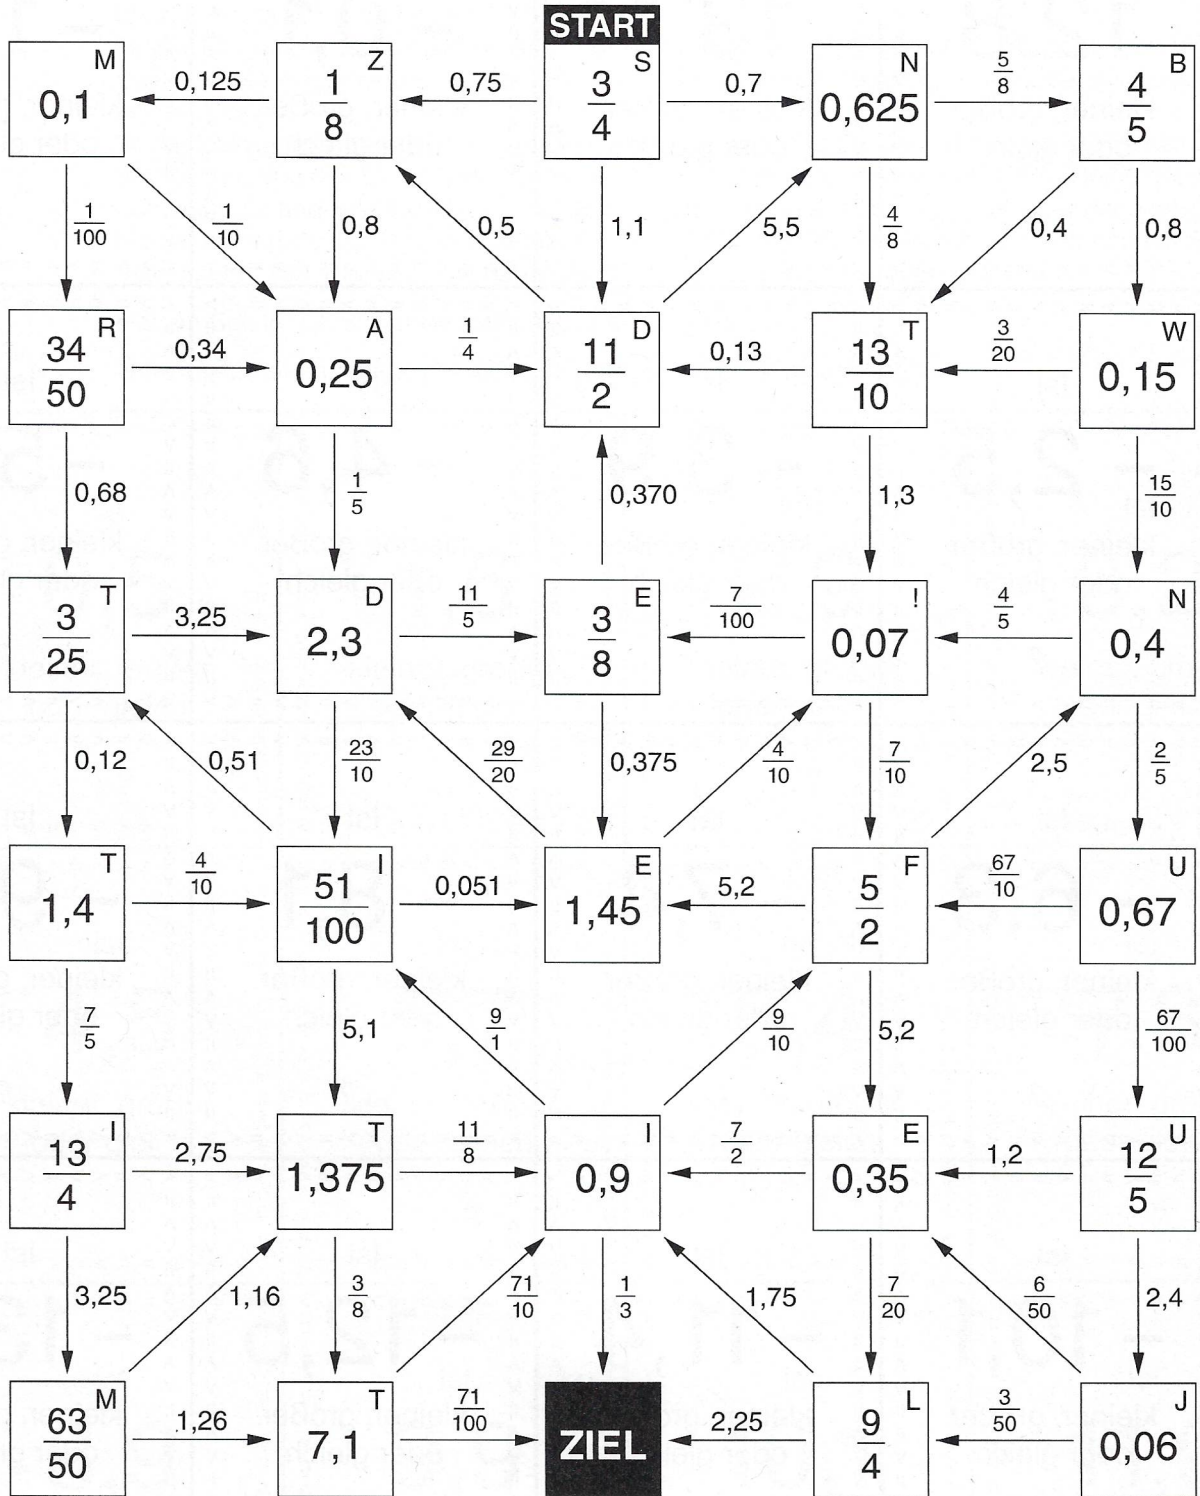 START
M Z S N B
0,1 0,125 1/8 0,75 3/4 0,7 0,625 5/8 4/5
1/100 1/10 0,8 0,5 1,1 5,5 4/8 0,4 0,8
R A D T W
34/50 0,34 0,25 1/4 11/2 0,13 13/10 3/20 0,15
0,68 1/5 0,370 1,3 15/10
T D E ! N
3/25 3,25 2,3 11/5 3/8 7/100 0,07 4/5 0,4
0,12 0,51 23/10 29/20 0,375 4/10 7/10 2,5 2/5
T I E F U
1,4 4/10 51/100 0,051 1,45 5,2 5/2 67/10 0,67
7/5 5,1 9/1 9/10 5,2 67/100
I T I E U
13/4 2,75 1,375 11/8 0,9 7/2 0,35 1,2 12/5
3,25 1,16 3/8 71/10 1/3 1,75 7/20 6/50 2,4
M T L J
63/50 1,26 7,1 71/100 ZIEL 2,25 9/4 3/50 0,06